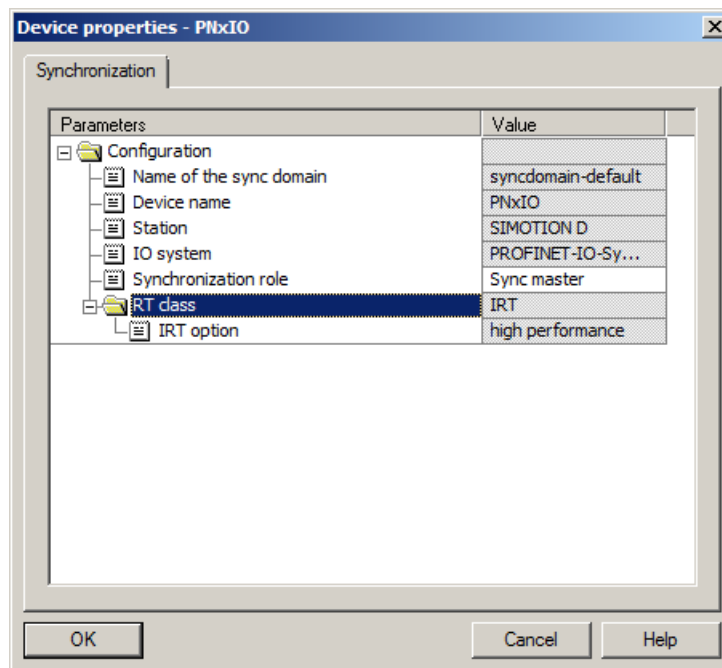 Device properties - PNxIO
Synchronization
Parameters Value
Configuration
Name of the sync domain syncdomain-default
Device name PNxIO
Station SIMOTION D
IO system PROFINET-IO-Sy...
Synchronization role Sync master
RT class IRT
IRT option high performance
OK Cancel Help